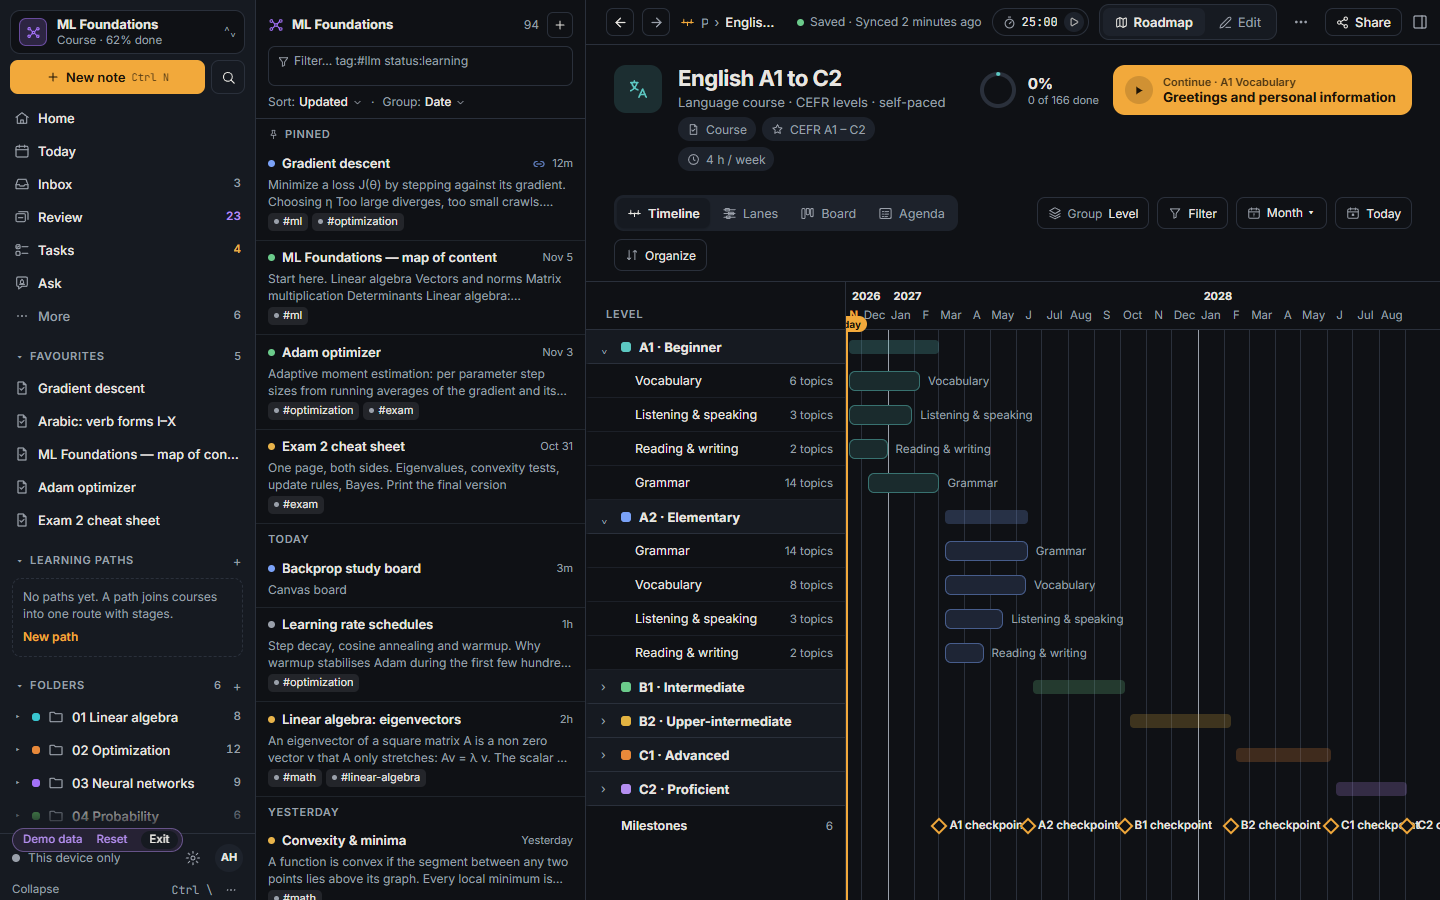 ML Foundations
Course · 62% done
New note Ctrl N
Home
Today
Inbox 3
Review 23
Tasks 4
Ask
More 6
FAVOURITES 5
Gradient descent
Arabic: verb forms I–X
ML Foundations — map of con...
Adam optimizer
Exam 2 cheat sheet
LEARNING PATHS +
No paths yet. A path joins courses
into one route with stages.
New path
FOLDERS 6 +
01 Linear algebra 8
02 Optimization 12
03 Neural networks 9
04 Probability 6
Demo data Reset Exit
This device only AH
Collapse Ctrl \ ...
ML Foundations 94
Filter... tag:#llm status:learning
Sort: Updated · Group: Date
PINNED
Gradient descent 12m
Minimize a loss J(θ) by stepping against its gradient.
Choosing η Too large diverges, too small crawls....
#ml #optimization
ML Foundations — map of content Nov 5
Start here. Linear algebra Vectors and norms Matrix
multiplication Determinants Linear algebra:...
#ml
Adam optimizer Nov 3
Adaptive moment estimation: per parameter step
sizes from running averages of the gradient and its...
#optimization #exam
Exam 2 cheat sheet Oct 31
One page, both sides. Eigenvalues, convexity tests,
update rules, Bayes. Print the final version
#exam
TODAY
Backprop study board 3m
Canvas board
Learning rate schedules 1h
Step decay, cosine annealing and warmup. Why
warmup stabilises Adam during the first few hundre...
#optimization
Linear algebra: eigenvectors 2h
An eigenvector of a square matrix A is a non zero
vector v that A only stretches: Av = λ v. The scalar ...
#math #linear-algebra
YESTERDAY
Convexity & minima Yesterday
A function is convex if the segment between any two
points lies above its graph. Every local minimum is...
#math
P › Englis... Saved · Synced 2 minutes ago 25:00 Roadmap Edit ... Share
English A1 to C2
Language course · CEFR levels · self-paced
Course CEFR A1 – C2
4 h / week
0%
0 of 166 done
Continue · A1 Vocabulary
Greetings and personal information
Timeline Lanes Board Agenda
Group Level Filter Month Today
Organize
LEVEL
2026 2027 2028
N Dec Jan F Mar A May J Jul Aug S Oct N Dec Jan F Mar A May J Jul Aug
day
A1 · Beginner
Vocabulary 6 topics Vocabulary
Listening & speaking 3 topics Listening & speaking
Reading & writing 2 topics Reading & writing
Grammar 14 topics Grammar
A2 · Elementary
Grammar 14 topics Grammar
Vocabulary 8 topics Vocabulary
Listening & speaking 3 topics Listening & speaking
Reading & writing 2 topics Reading & writing
B1 · Intermediate
B2 · Upper-intermediate
C1 · Advanced
C2 · Proficient
Milestones 6 A1 checkpoin A2 checkpoint B1 checkpoint B2 checkpoint C1 checkpo C2 c